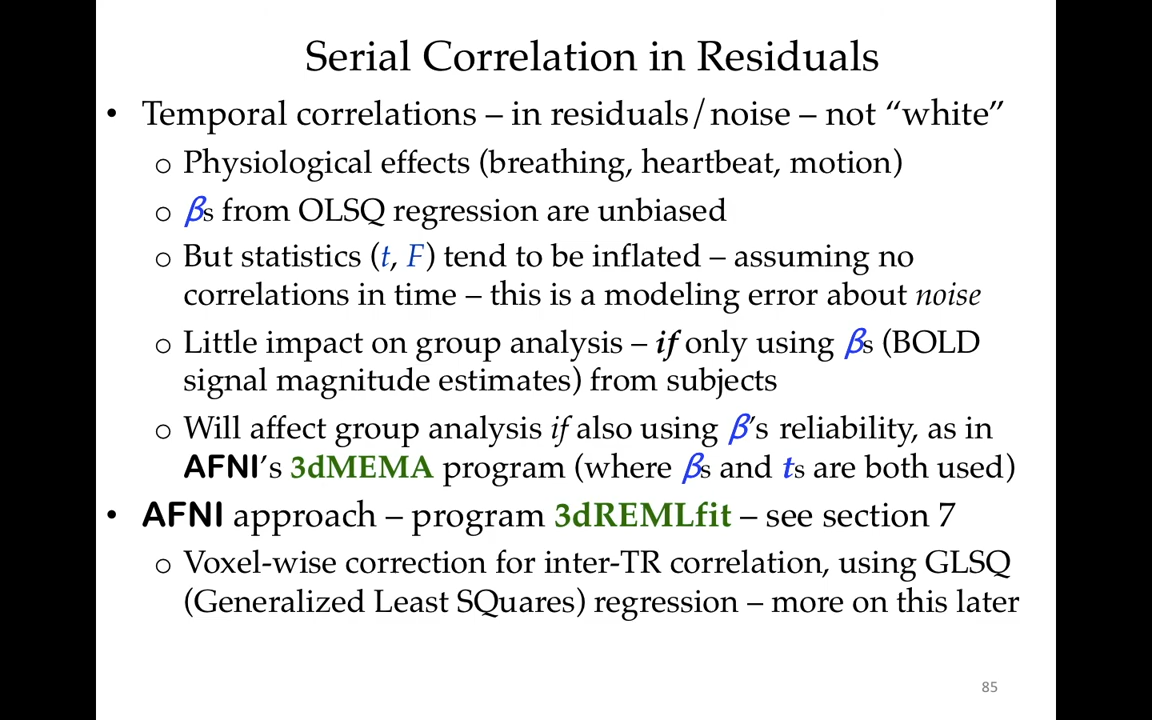 Serial Correlation in Residuals
• Temporal correlations – in residuals/noise – not “white”
o Physiological effects (breathing, heartbeat, motion)
o βs from OLSQ regression are unbiased
o But statistics (t, F) tend to be inflated – assuming no
correlations in time – this is a modeling error about noise
o Little impact on group analysis – if only using βs (BOLD
signal magnitude estimates) from subjects
o Will affect group analysis if also using β’s reliability, as in
AFNI’s 3dMEMA program (where βs and ts are both used)
• AFNI approach – program 3dREMLfit – see section 7
o Voxel-wise correction for inter-TR correlation, using GLSQ
(Generalized Least SQuares) regression – more on this later
85